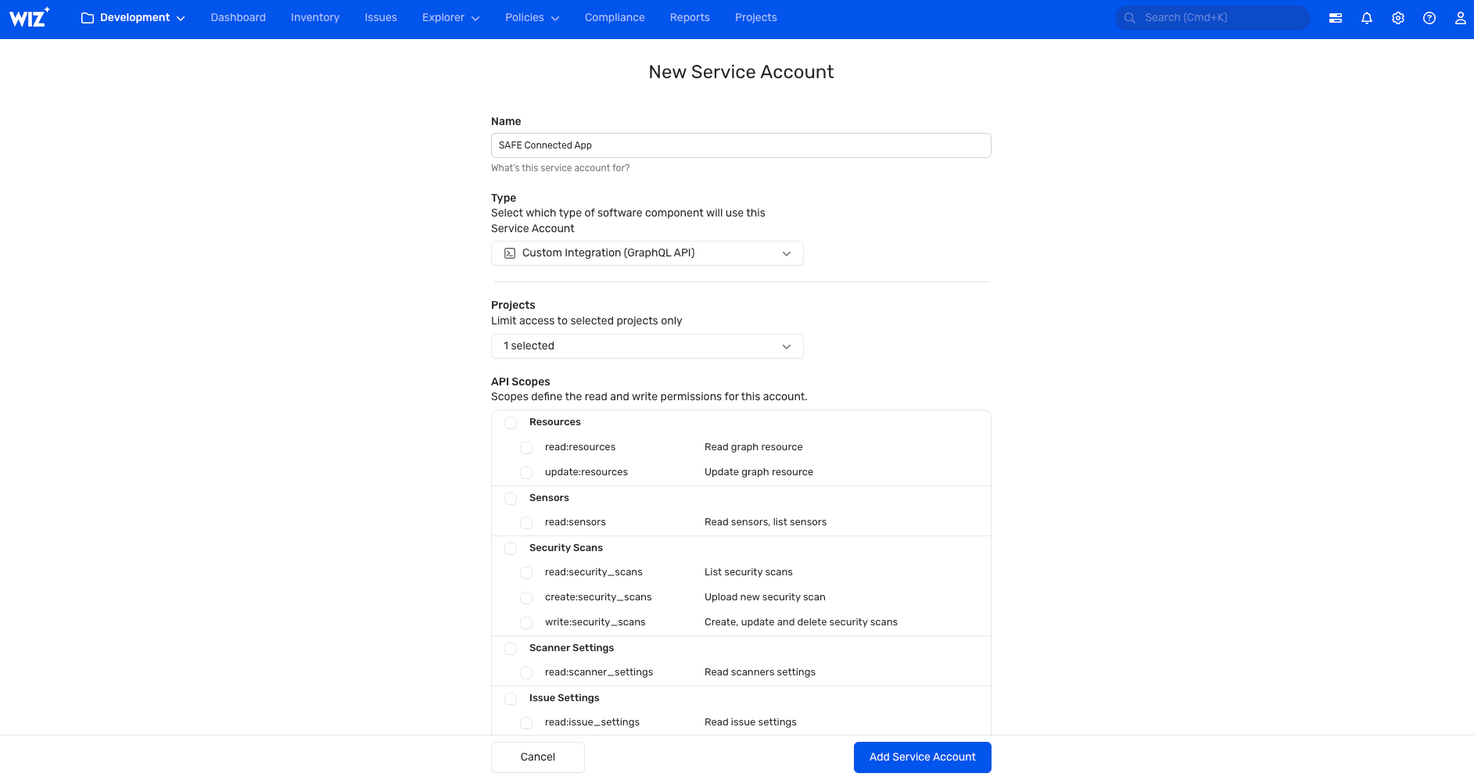 WIZ Development Dashboard Inventory Issues Explorer Policies Compliance Reports Projects Search (Cmd+K)
New Service Account
Name
SAFE Connected App
What's this service account for?
Type
Select which type of software component will use this
Service Account
Custom Integration (GraphQL API)
Projects
Limit access to selected projects only
1 selected
API Scopes
Scopes define the read and write permissions for this account.
Resources
read:resources Read graph resource
update:resources Update graph resource
Sensors
read:sensors Read sensors, list sensors
Security Scans
read:security_scans List security scans
create:security_scans Upload new security scan
write:security_scans Create, update and delete security scans
Scanner Settings
read:scanner_settings Read scanners settings
Issue Settings
read:issue_settings Read issue settings
Cancel Add Service Account